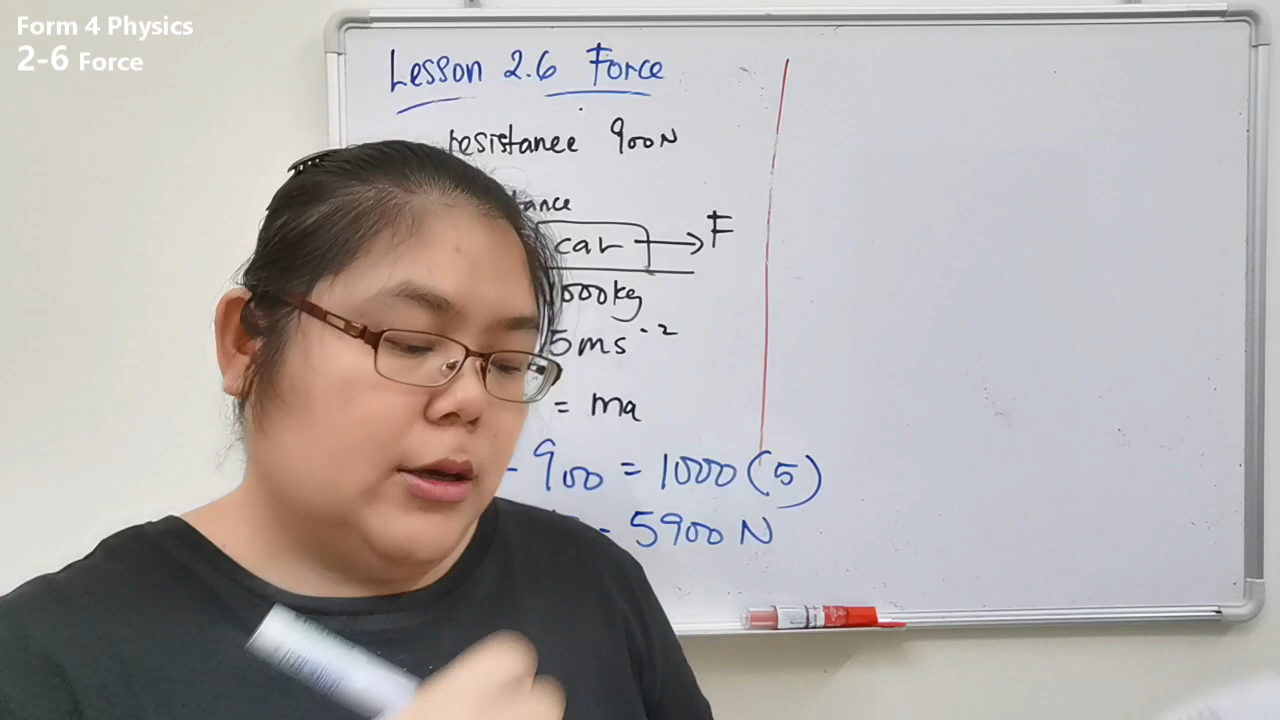 Form 4 Physics
2-6 Force
Lesson 2.6 Force
resistance 900N
car
F
000kg
5ms⁻²
= ma
- 900 = 1000(5)
= 5900 N